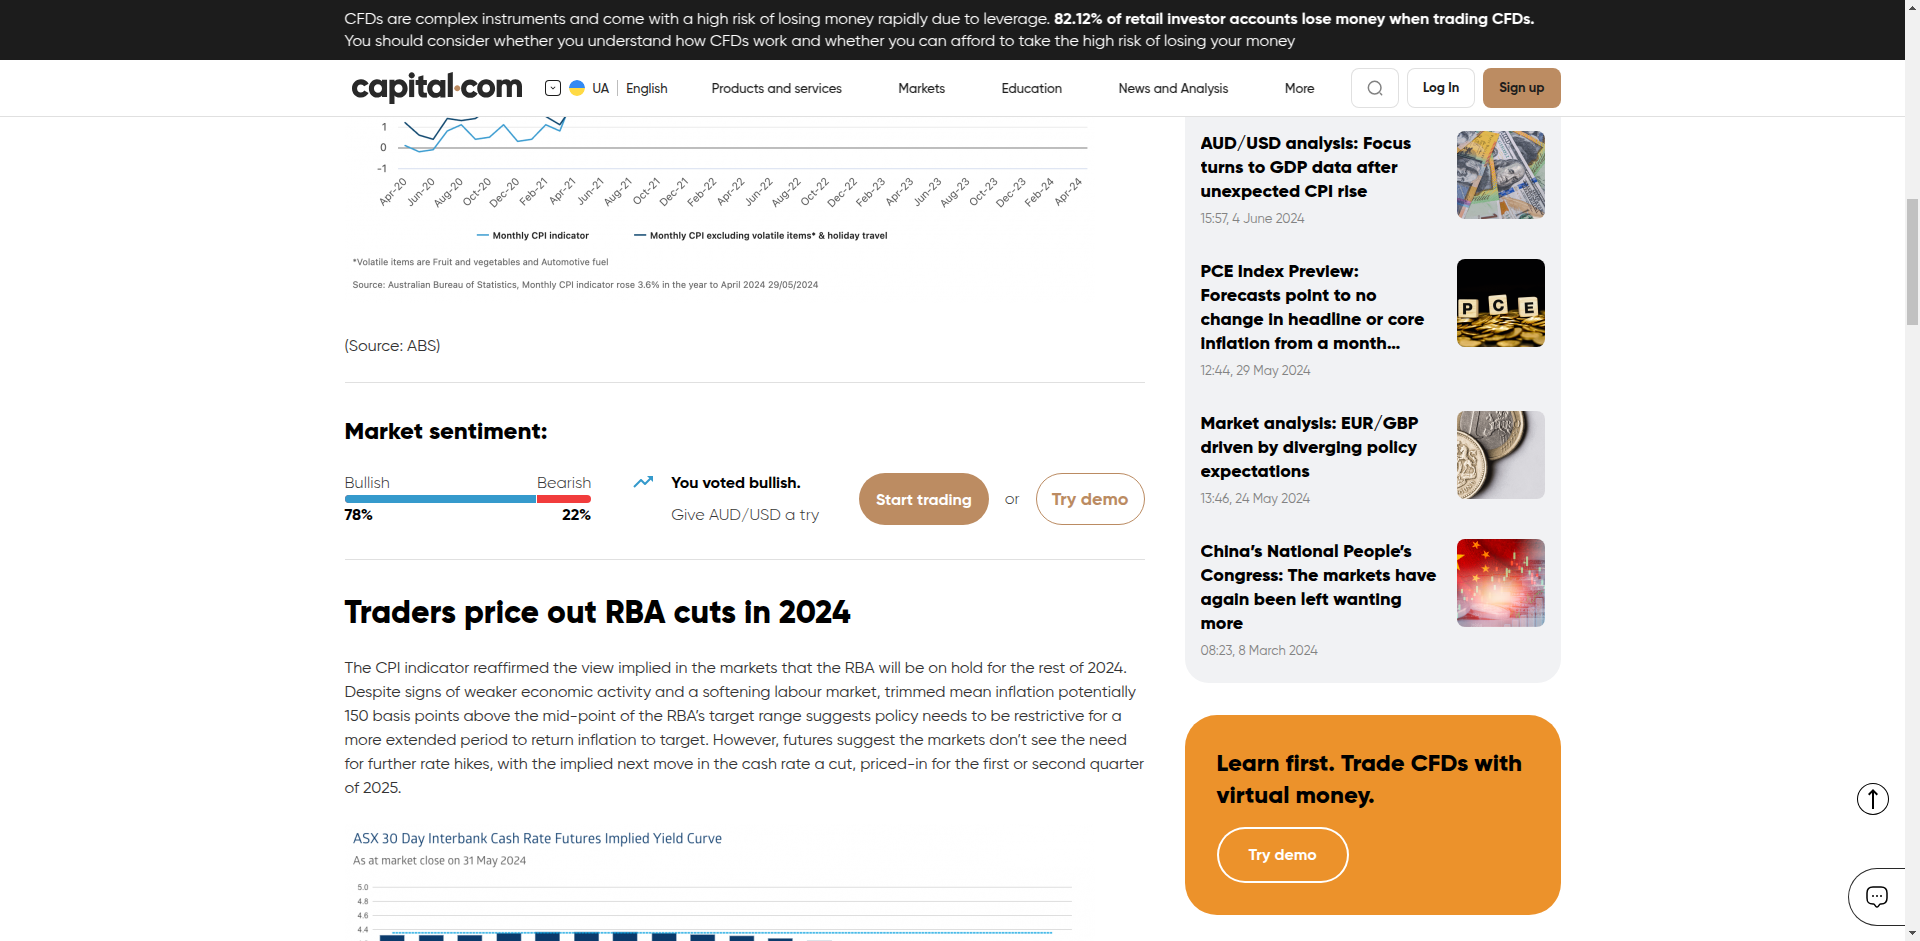 CFDs are complex instruments and come with a high risk of losing money rapidly due to leverage. 82.12% of retail investor accounts lose money when trading CFDs.
You should consider whether you understand how CFDs work and whether you can afford to take the high risk of losing your money
capital.com
UA English
Products and services
Markets
Education
News and Analysis
More
Log In
Sign up
1
0
-1
Apr-20 Jun-20 Aug-20 Oct-20 Dec-20 Feb-21 Apr-21 Jun-21 Aug-21 Oct-21 Dec-21 Feb-22 Apr-22 Jun-22 Aug-22 Oct-22 Dec-22 Feb-23 Apr-23 Jun-23 Aug-23 Oct-23 Dec-23 Feb-24 Apr-24
Monthly CPI indicator Monthly CPI excluding volatile items* & holiday travel
*Volatile items are Fruit and vegetables and Automotive fuel
Source: Australian Bureau of Statistics, Monthly CPI indicator rose 3.6% in the year to April 2024 29/05/2024
(Source: ABS)
Market sentiment:
Bullish Bearish
78% 22%
You voted bullish.
Give AUD/USD a try
Start trading
or
Try demo
Traders price out RBA cuts in 2024
The CPI indicator reaffirmed the view implied in the markets that the RBA will be on hold for the rest of 2024.
Despite signs of weaker economic activity and a softening labour market, trimmed mean inflation potentially
150 basis points above the mid-point of the RBA's target range suggests policy needs to be restrictive for a
more extended period to return inflation to target. However, futures suggest the markets don't see the need
for further rate hikes, with the implied next move in the cash rate a cut, priced-in for the first or second quarter
of 2025.
ASX 30 Day Interbank Cash Rate Futures Implied Yield Curve
As at market close on 31 May 2024
5.0
4.8
4.6
4.4
AUD/USD analysis: Focus
turns to GDP data after
unexpected CPI rise
15:57, 4 June 2024
PCE Index Preview:
Forecasts point to no
change in headline or core
inflation from a month...
12:44, 29 May 2024
P C E
Market analysis: EUR/GBP
driven by diverging policy
expectations
13:46, 24 May 2024
China's National People's
Congress: The markets have
again been left wanting
more
08:23, 8 March 2024
Learn first. Trade CFDs with
virtual money.
Try demo